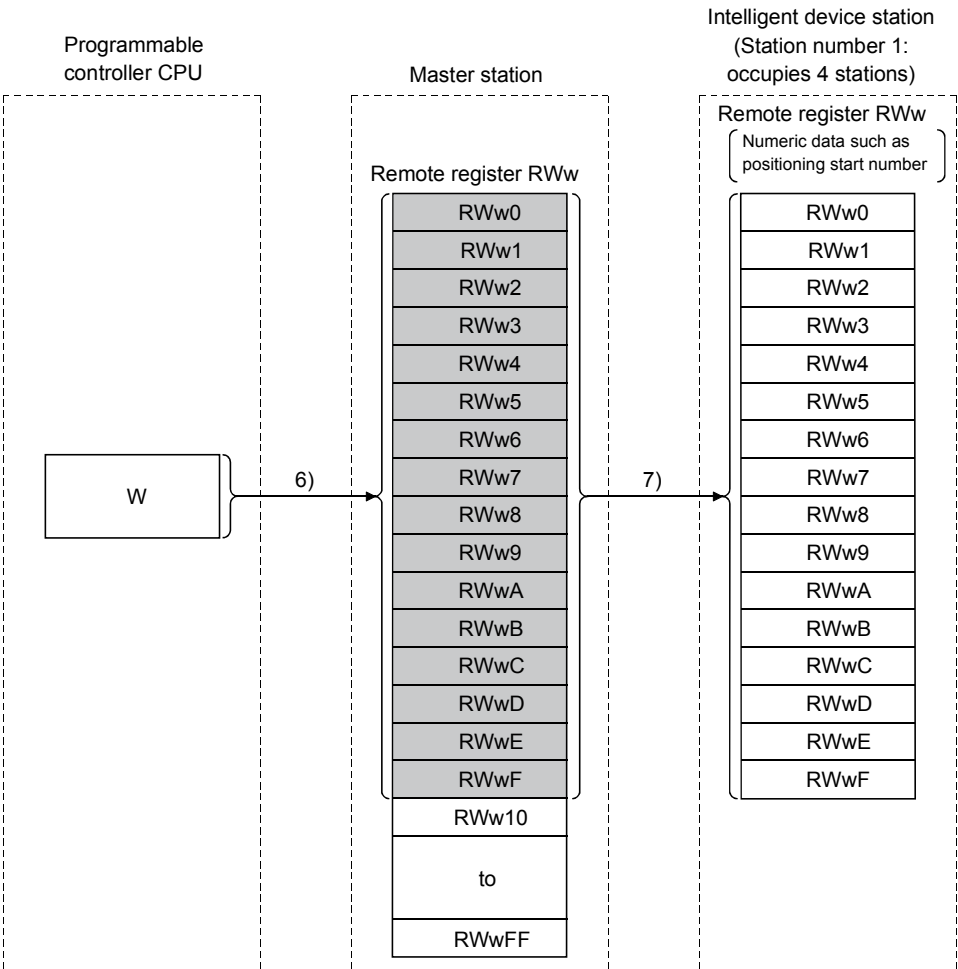 Programmable
controller CPU
W
6)
Master station
Remote register RWw
RWw0
RWw1
RWw2
RWw3
RWw4
RWw5
RWw6
RWw7
RWw8
RWw9
RWwA
RWwB
RWwC
RWwD
RWwE
RWwF
RWw10
to
RWwFF
7)
Intelligent device station
(Station number 1:
occupies 4 stations)
Remote register RWw
Numeric data such as
positioning start number
RWw0
RWw1
RWw2
RWw3
RWw4
RWw5
RWw6
RWw7
RWw8
RWw9
RWwA
RWwB
RWwC
RWwD
RWwE
RWwF